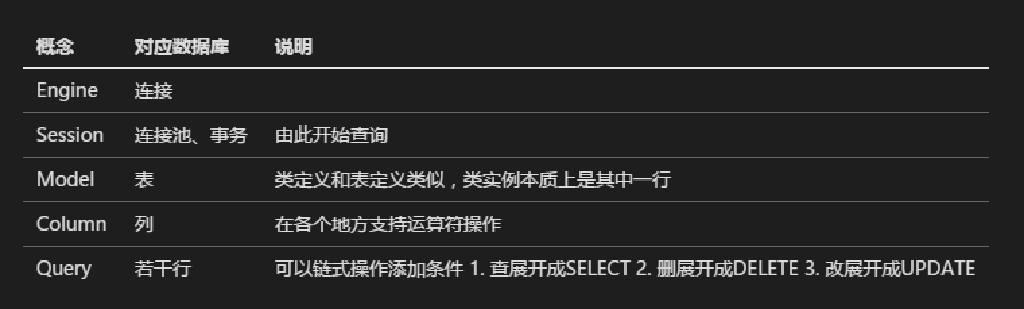 概念 对应数据库 说明
Engine 连接
Session 连接池、事务 由此开始查询
Model 表 类定义和表定义类似，类实例本质上是其中一行
Column 列 在各个地方支持运算符操作
Query 若干行 可以链式操作添加条件 1. 查展开成SELECT 2. 删展开成DELETE 3. 改展开成UPDATE